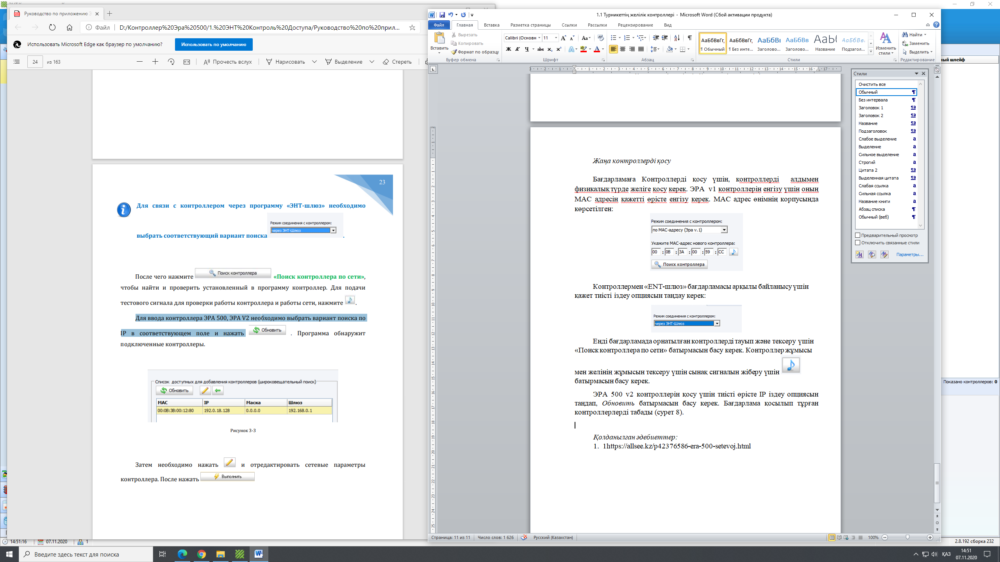 Руководство по приложению Э
Файл
D:/Контроллер%20Эра%20500/1.%20ЭНТ%20Контроль%20Доступа/Руководство%20по%20прил...
Использовать Microsoft Edge как браузер по умолчанию?
Использовать по умолчанию
24 из 163
Прочесть вслух
Нарисовать
Выделение
Стереть
23
Для связи с контроллером через программу «ЭНТ-шлюз» необходимо
Режим соединения с контроллером:
через ЭНТ-Шлюз
выбрать соответствующий вариант поиска .
После чего нажмите Поиск контроллера «Поиск контроллера по сети»,
чтобы найти и проверить установленный в программу контроллер. Для подачи
тестового сигнала для проверки работы контроллера и работы сети, нажмите .
Для ввода контроллера ЭРА 500, ЭРА V2 необходимо выбрать вариант поиска по
IP в соответствующем поле и нажать Обновить . Программа обнаружит
подключенные контроллеры.
Список доступных для добавления контроллеров (широковещательный поиск)
Обновить
MAC IP Маска Шлюз
00:0B:3B:00:12:80 192.0.18.128 0.0.0.0 192.168.0.1
Рисунок 3-3
Затем необходимо нажать и отредактировать сетевые параметры
контроллера. После нажать Выполнить
1.1 Турникеттің желілік контроллері - Microsoft Word (Сбой активации продукта)
Файл Главная Вставка Разметка страницы Ссылки Рассылки Рецензирование Вид
Вставить
Вырезать
Копировать
Формат по образцу
Буфер обмена
Calibri (Основн 11
Шрифт
Абзац
АаБбВвГг, АаБбВвГг, АаБбВı АаБбВв АаЬ АаБбВвı
¶ Обычный ¶ Без инте... Заголово... Заголово... Название Подзагол...
Изменить стили
Стили
Найти
Заменить
Выделить
Редактирование
Жаңа контроллерді қосу
Бағдарламаға Контроллерді қосу үшін, контроллерді алдымен
физикалық түрде желіге қосу керек. ЭРА v1 контроллерін енгізу үшін оның
МАС адресін қажетті өрісте енгізу керек. МАС адрес өнімнің корпусында
көрсетілген:
Режим соединения с контроллером:
по MAC-адресу (Эра v.1)
Укажите MAC-адрес нового контроллера:
00 : 0B : 3A : 00 : 59 : CC
Поиск контроллера
Контроллермен «ENT-шлюз» бағдарламасы арқылы байланысу үшін
қажет тиісті іздеу опциясын таңдау керек:
Режим соединения с контроллером:
через ЭНТ-Шлюз
Енді бағдарламада орнатылған контроллерді тауып және тексеру үшін
«Поиск контроллера по сети» батырмасын басу керек. Контроллер жұмысы
мен желінің жұмысын тексеру үшін сынақ сигналын жіберу үшін
батырмасын басу керек.
ЭРА 500 v2 контроллерін қосу үшін тиісті өрісте IP іздеу опциясын
таңдап, Обновить батырмасын басу керек. Бағдарлама қосылып тұрған
контроллерлерді табады (сурет 8).
Қолданылған әдебиеттер:
1. 1https://allsee.kz/p42376586-era-500-setevoj.html
Стили
Очистить все
Обычный
Без интервала
Заголовок 1
Заголовок 2
Название
Подзаголовок
Слабое выделение
Выделение
Сильное выделение
Строгий
Цитата 2
Выделенная цитата
Слабая ссылка
Сильная ссылка
Название книги
Абзац списка
Обычный (веб)
Предварительный просмотр
Отключить связанные стили
Параметры...
ный шлейф
Показано контроллеров: 0
Страница: 11 из 11
Число слов: 1 626
Русский (Казахстан)
100%
14:51:16
07.11.2020
1
2.8.192 сборка 232
Введите здесь текст для поиска
ҚАЗ
14:51
07.11.2020